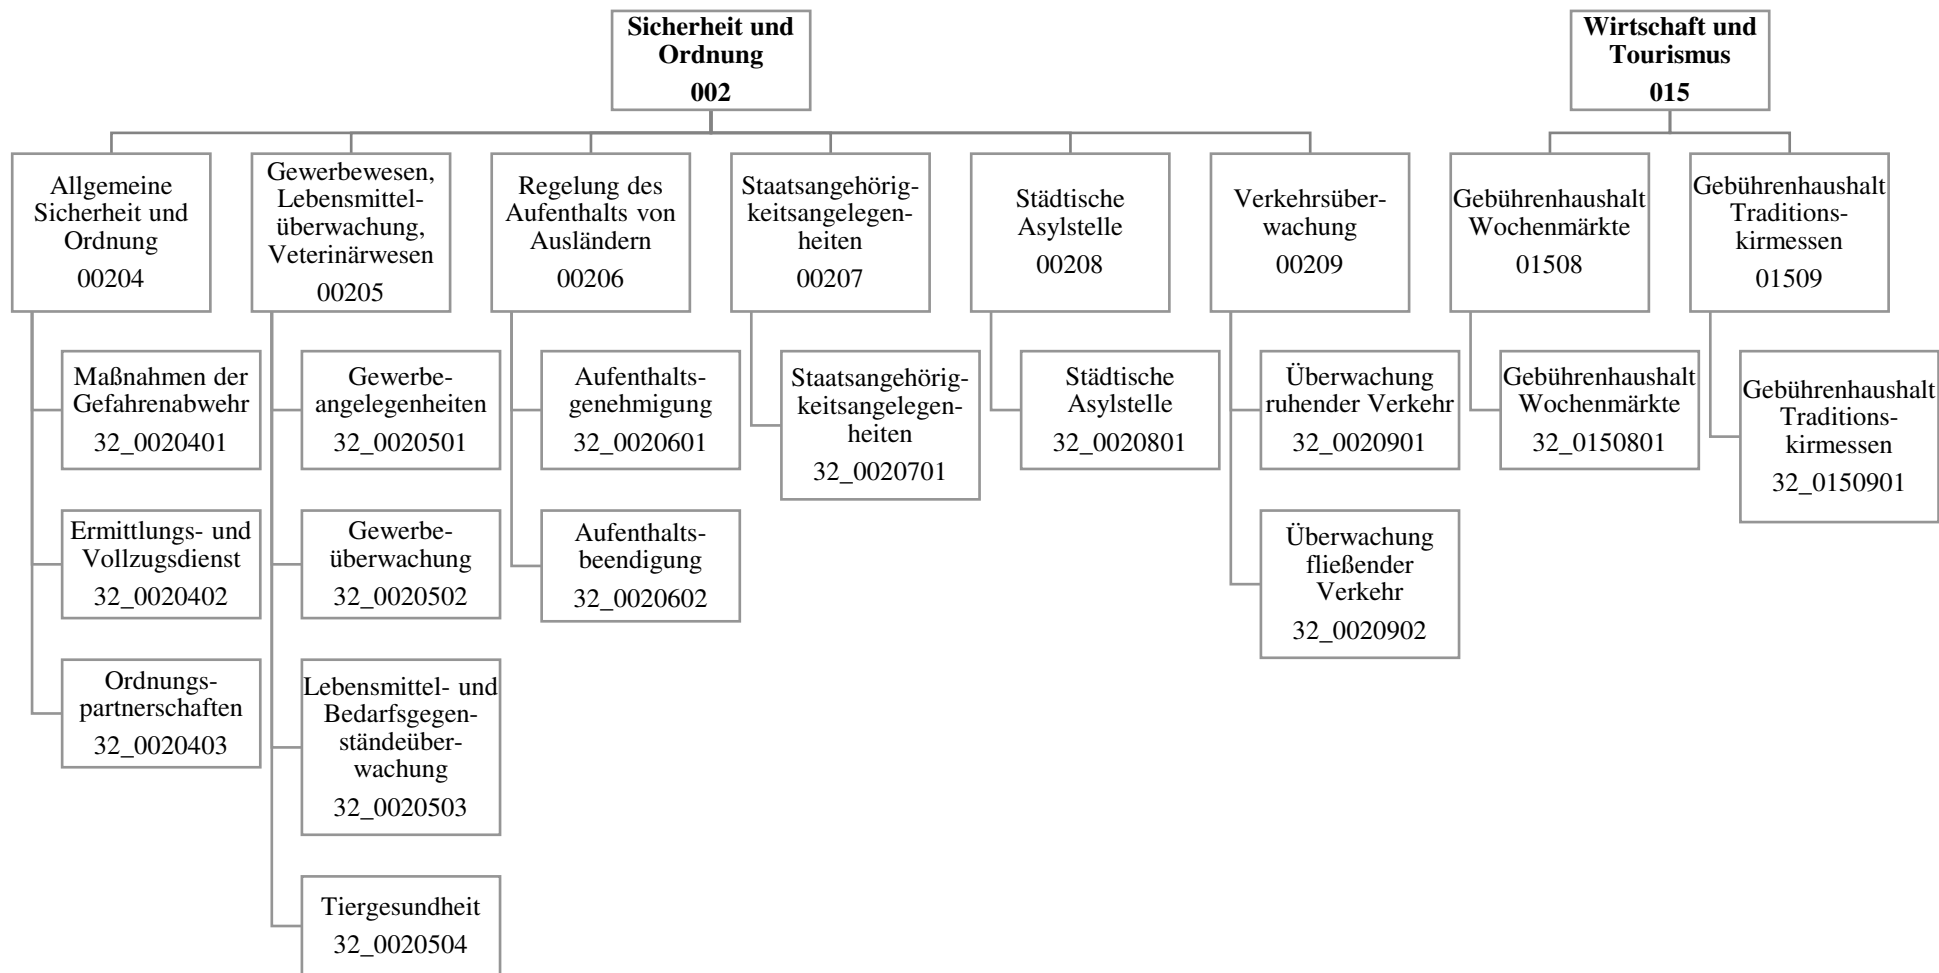 Sicherheit und
Ordnung
002
Wirtschaft und
Tourismus
015
Allgemeine
Sicherheit und
Ordnung
00204
Gewerbewesen,
Lebensmittel-
überwachung,
Veterinärwesen
00205
Regelung des
Aufenthalts von
Ausländern
00206
Staatsangehörig-
keitsangelegen-
heiten
00207
Städtische
Asylstelle
00208
Verkehrsüber-
wachung
00209
Gebührenhaushalt
Wochenmärkte
01508
Gebührenhaushalt
Traditions-
kirmessen
01509
Maßnahmen der
Gefahrenabwehr
32_0020401
Ermittlungs- und
Vollzugsdienst
32_0020402
Ordnungs-
partnerschaften
32_0020403
Gewerbe-
angelegenheiten
32_0020501
Gewerbe-
überwachung
32_0020502
Lebensmittel- und
Bedarfsgegen-
ständeüber-
wachung
32_0020503
Tiergesundheit
32_0020504
Aufenthalts-
genehmigung
32_0020601
Aufenthalts-
beendigung
32_0020602
Staatsangehörig-
keitsangelegen-
heiten
32_0020701
Städtische
Asylstelle
32_0020801
Überwachung
ruhender Verkehr
32_0020901
Überwachung
fließender
Verkehr
32_0020902
Gebührenhaushalt
Wochenmärkte
32_0150801
Gebührenhaushalt
Traditions-
kirmessen
32_0150901